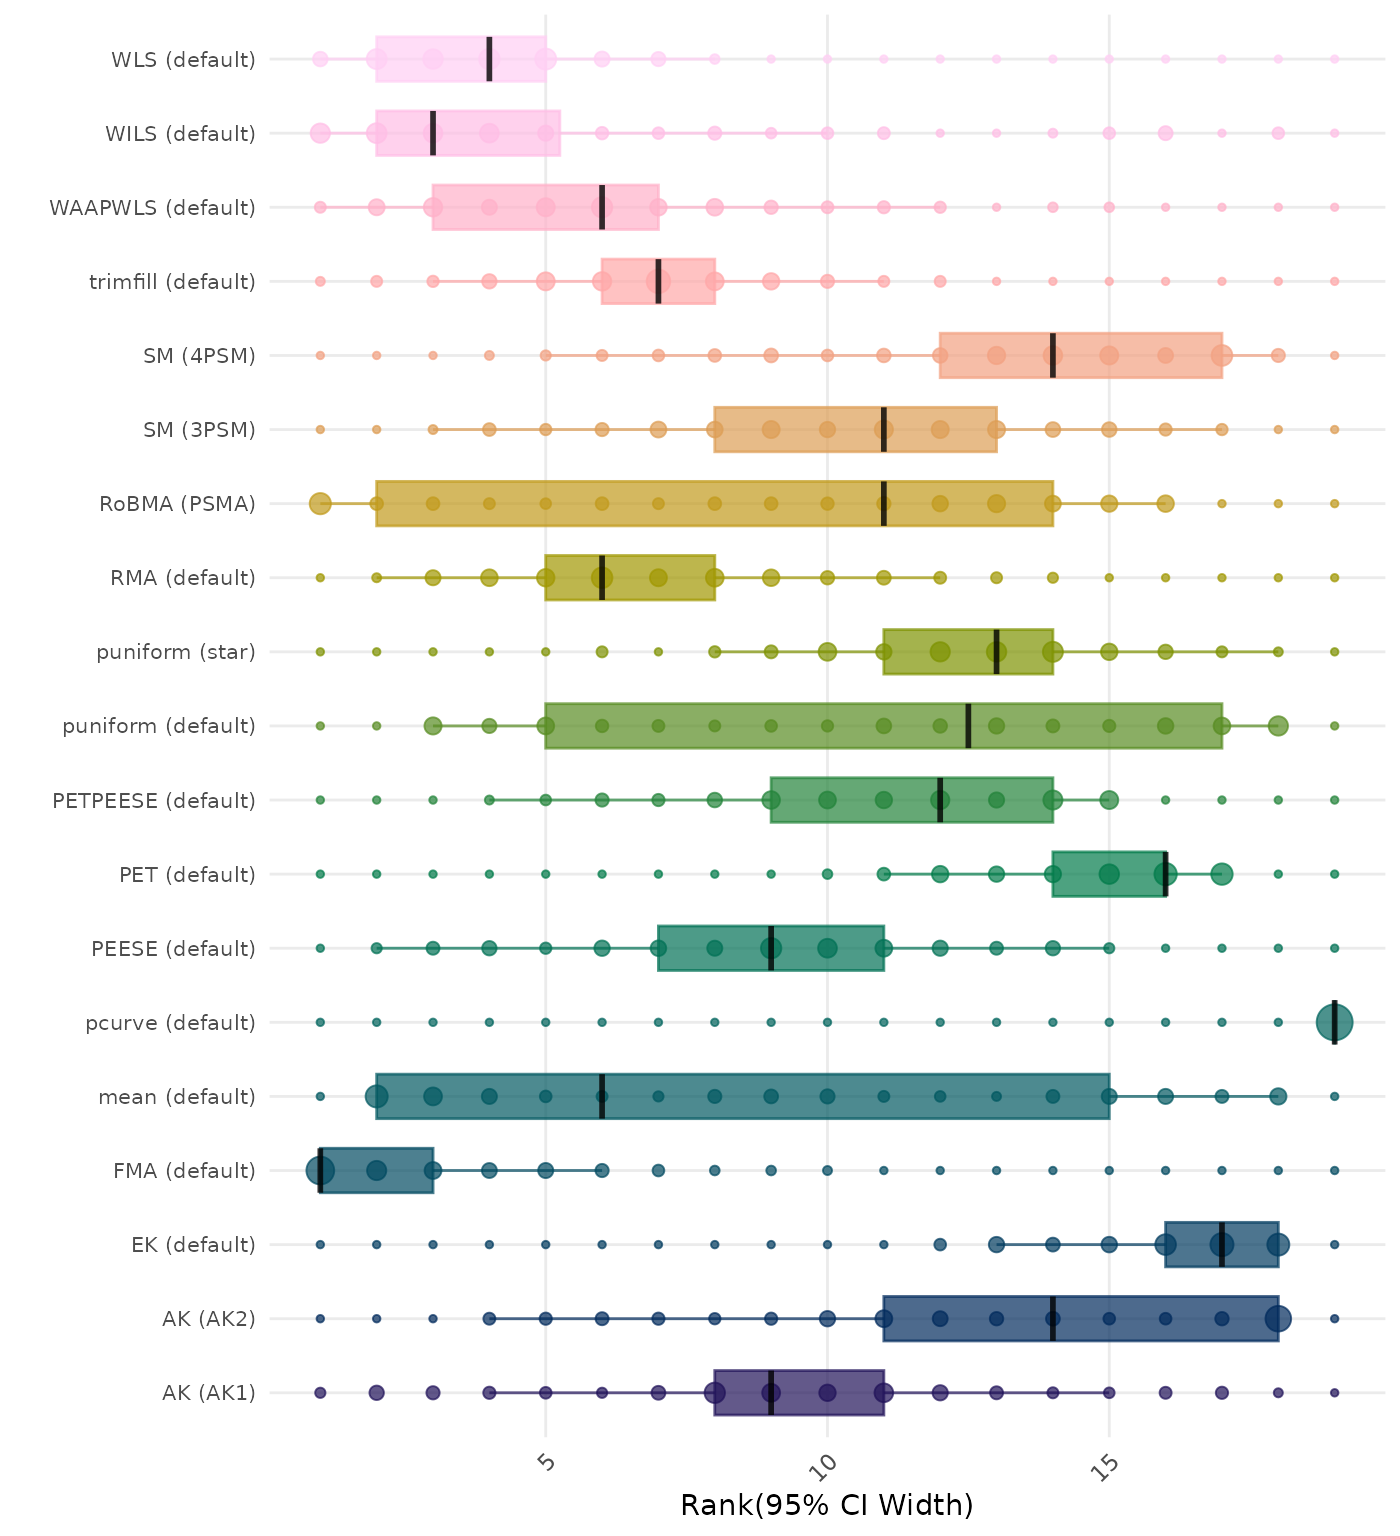 WLS (default)
WILS (default)
WAAPWLS (default)
trimfill (default)
SM (4PSM)
SM (3PSM)
RoBMA (PSMA)
RMA (default)
puniform (star)
puniform (default)
PETPEESE (default)
PET (default)
PEESE (default)
pcurve (default)
mean (default)
FMA (default)
EK (default)
AK (AK2)
AK (AK1)
5 10 15
Rank(95% CI Width)